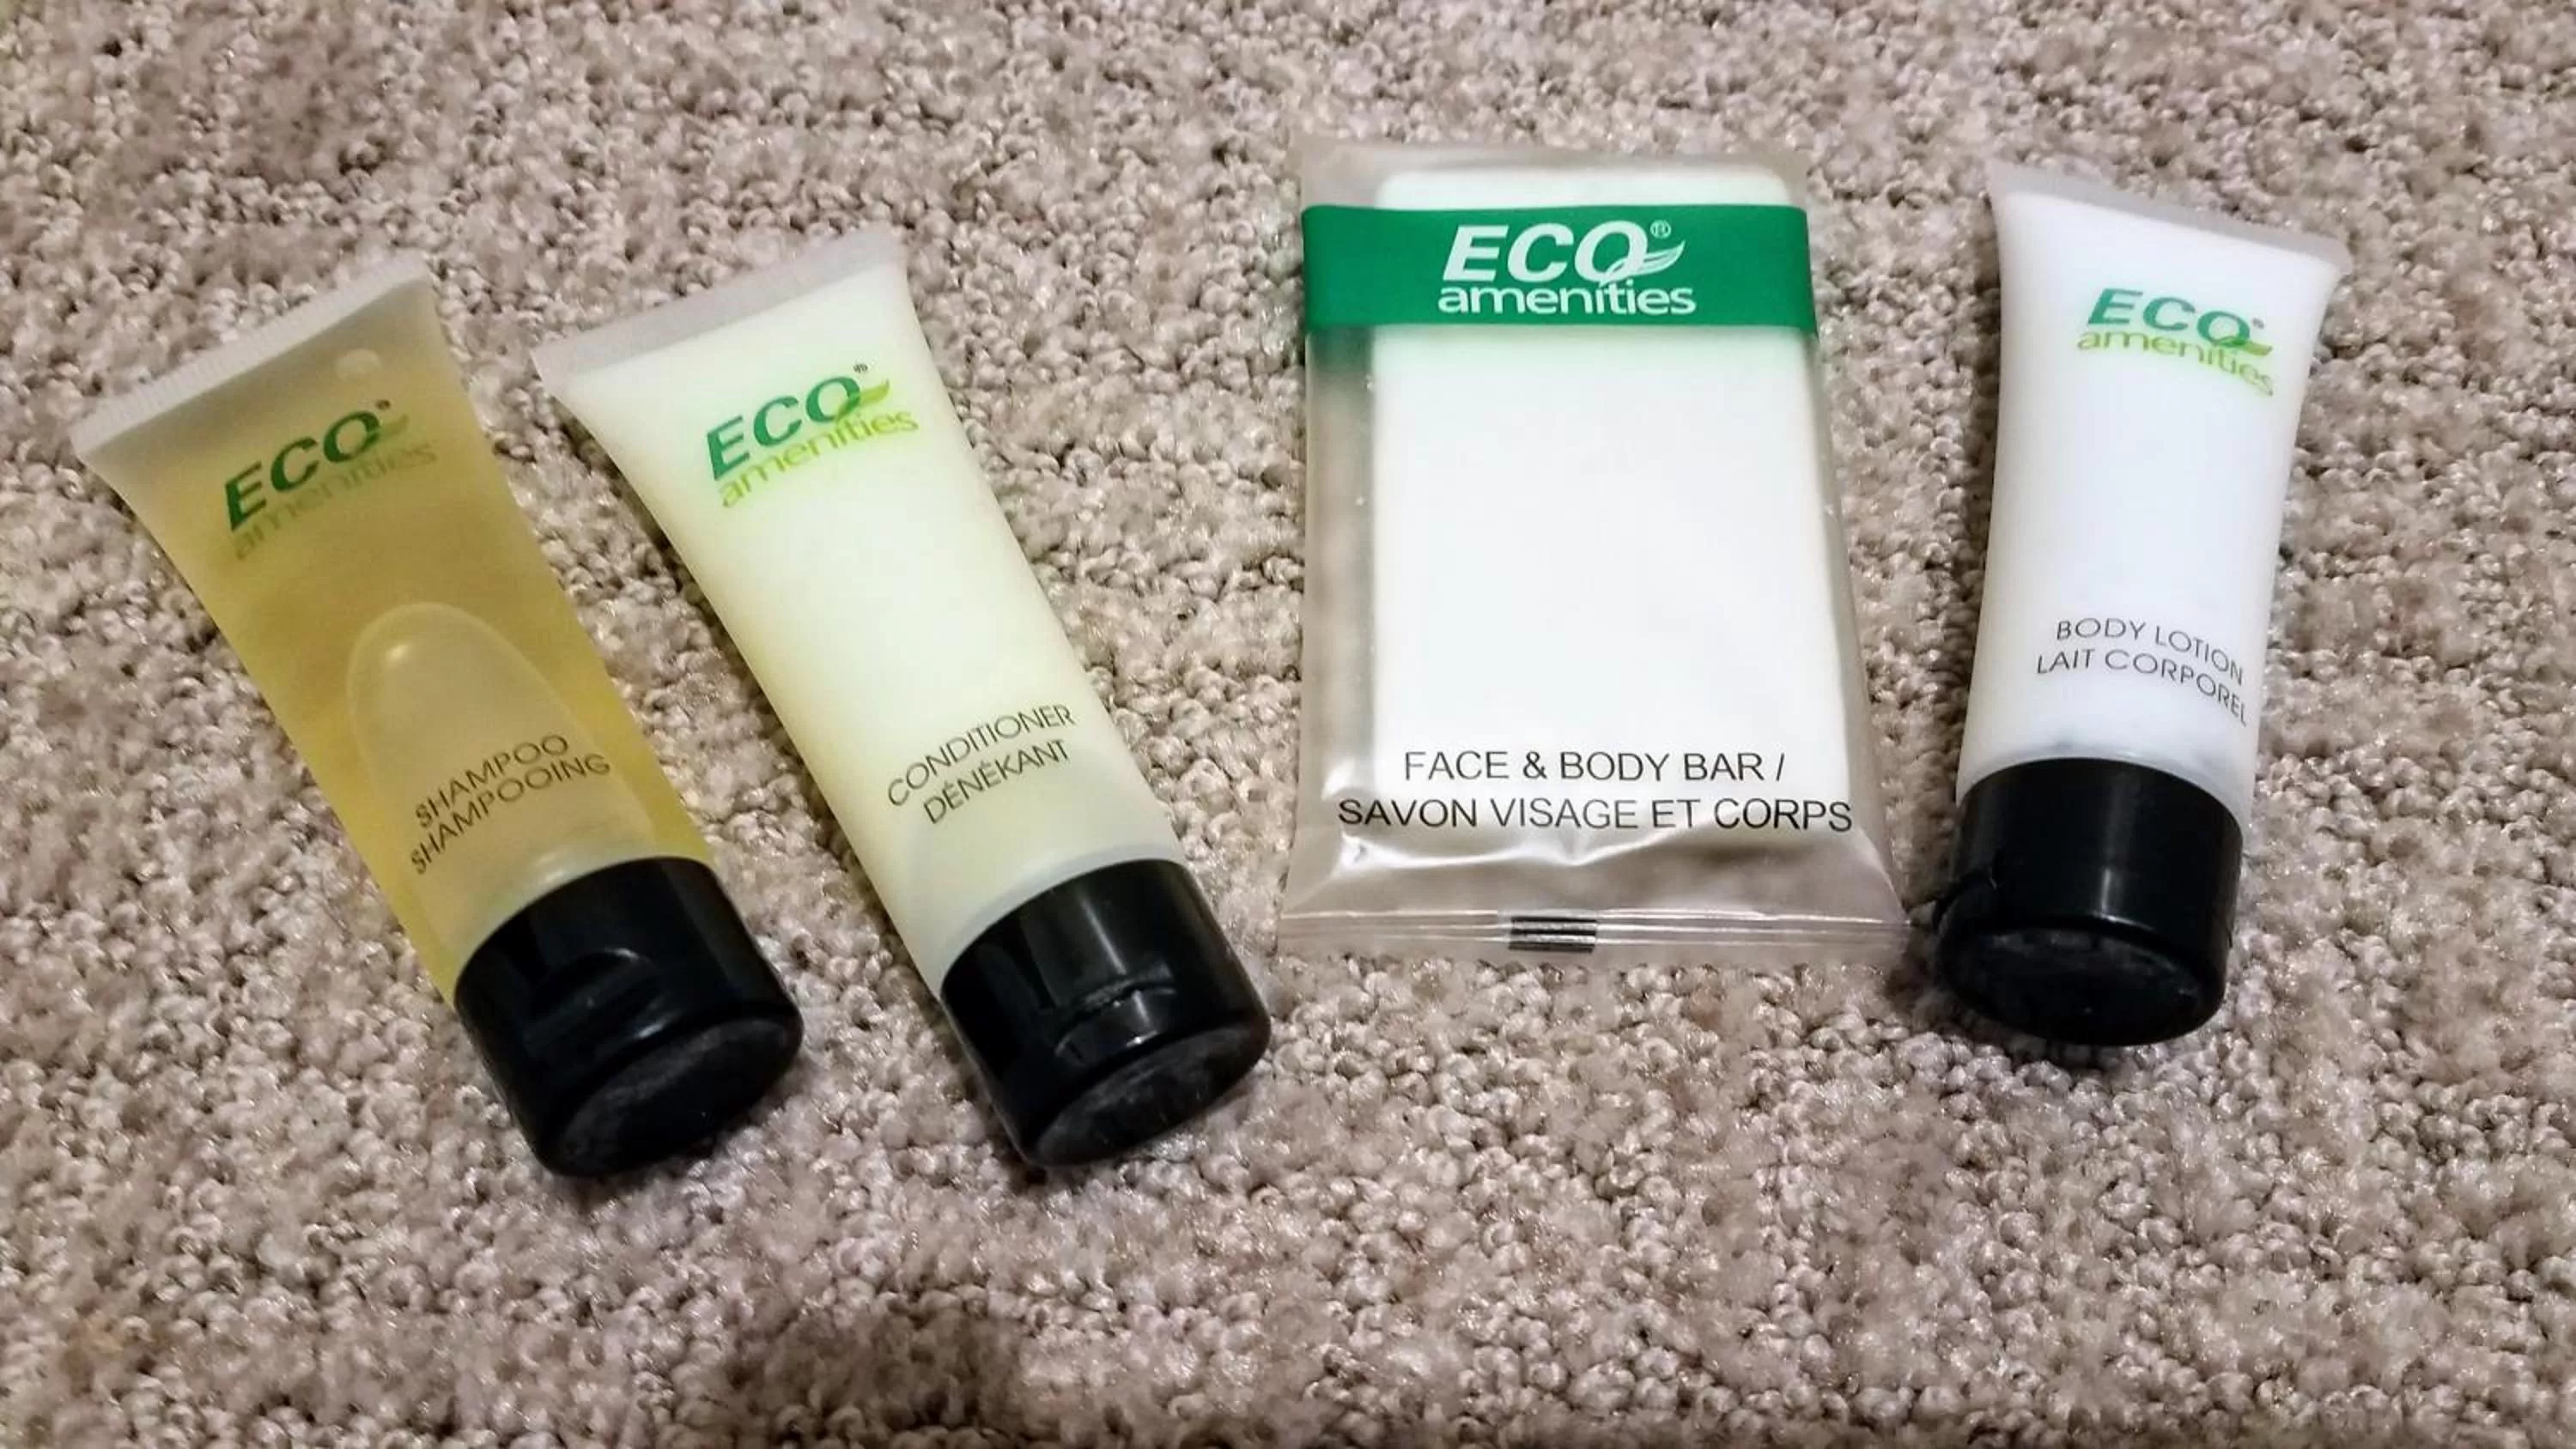 ECO®
amenities
SHAMPOO
SHAMPOOING
ECO®
amenities
CONDITIONER
DÉNÊKANT
ECO®
amenities
FACE & BODY BAR /
SAVON VISAGE ET CORPS
ECO®
amenities
BODY LOTION
LAIT CORPOREL